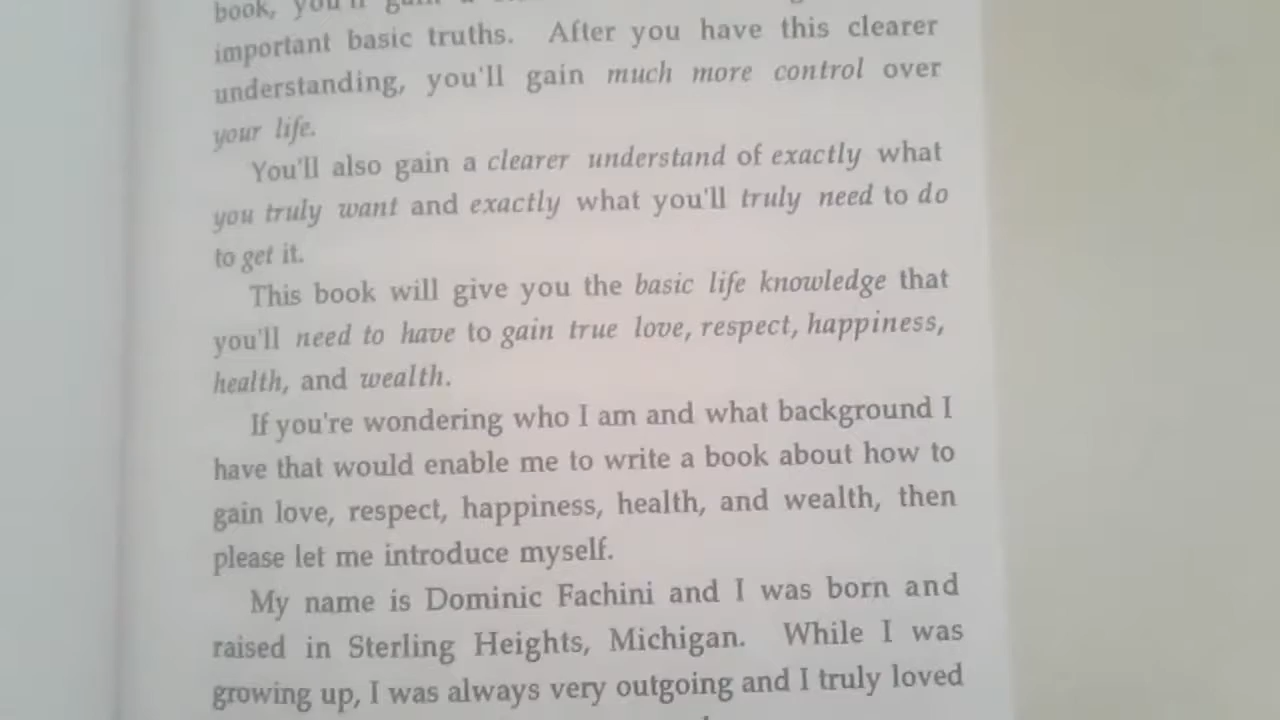 book, you'll gain a
important basic truths. After you have this clearer
understanding, you'll gain much more control over
your life.
You'll also gain a clearer understand of exactly what
you truly want and exactly what you'll truly need to do
to get it.
This book will give you the basic life knowledge that
you'll need to have to gain true love, respect, happiness,
health, and wealth.
If you're wondering who I am and what background I
have that would enable me to write a book about how to
gain love, respect, happiness, health, and wealth, then
please let me introduce myself.
My name is Dominic Fachini and I was born and
raised in Sterling Heights, Michigan. While I was
growing up, I was always very outgoing and I truly loved